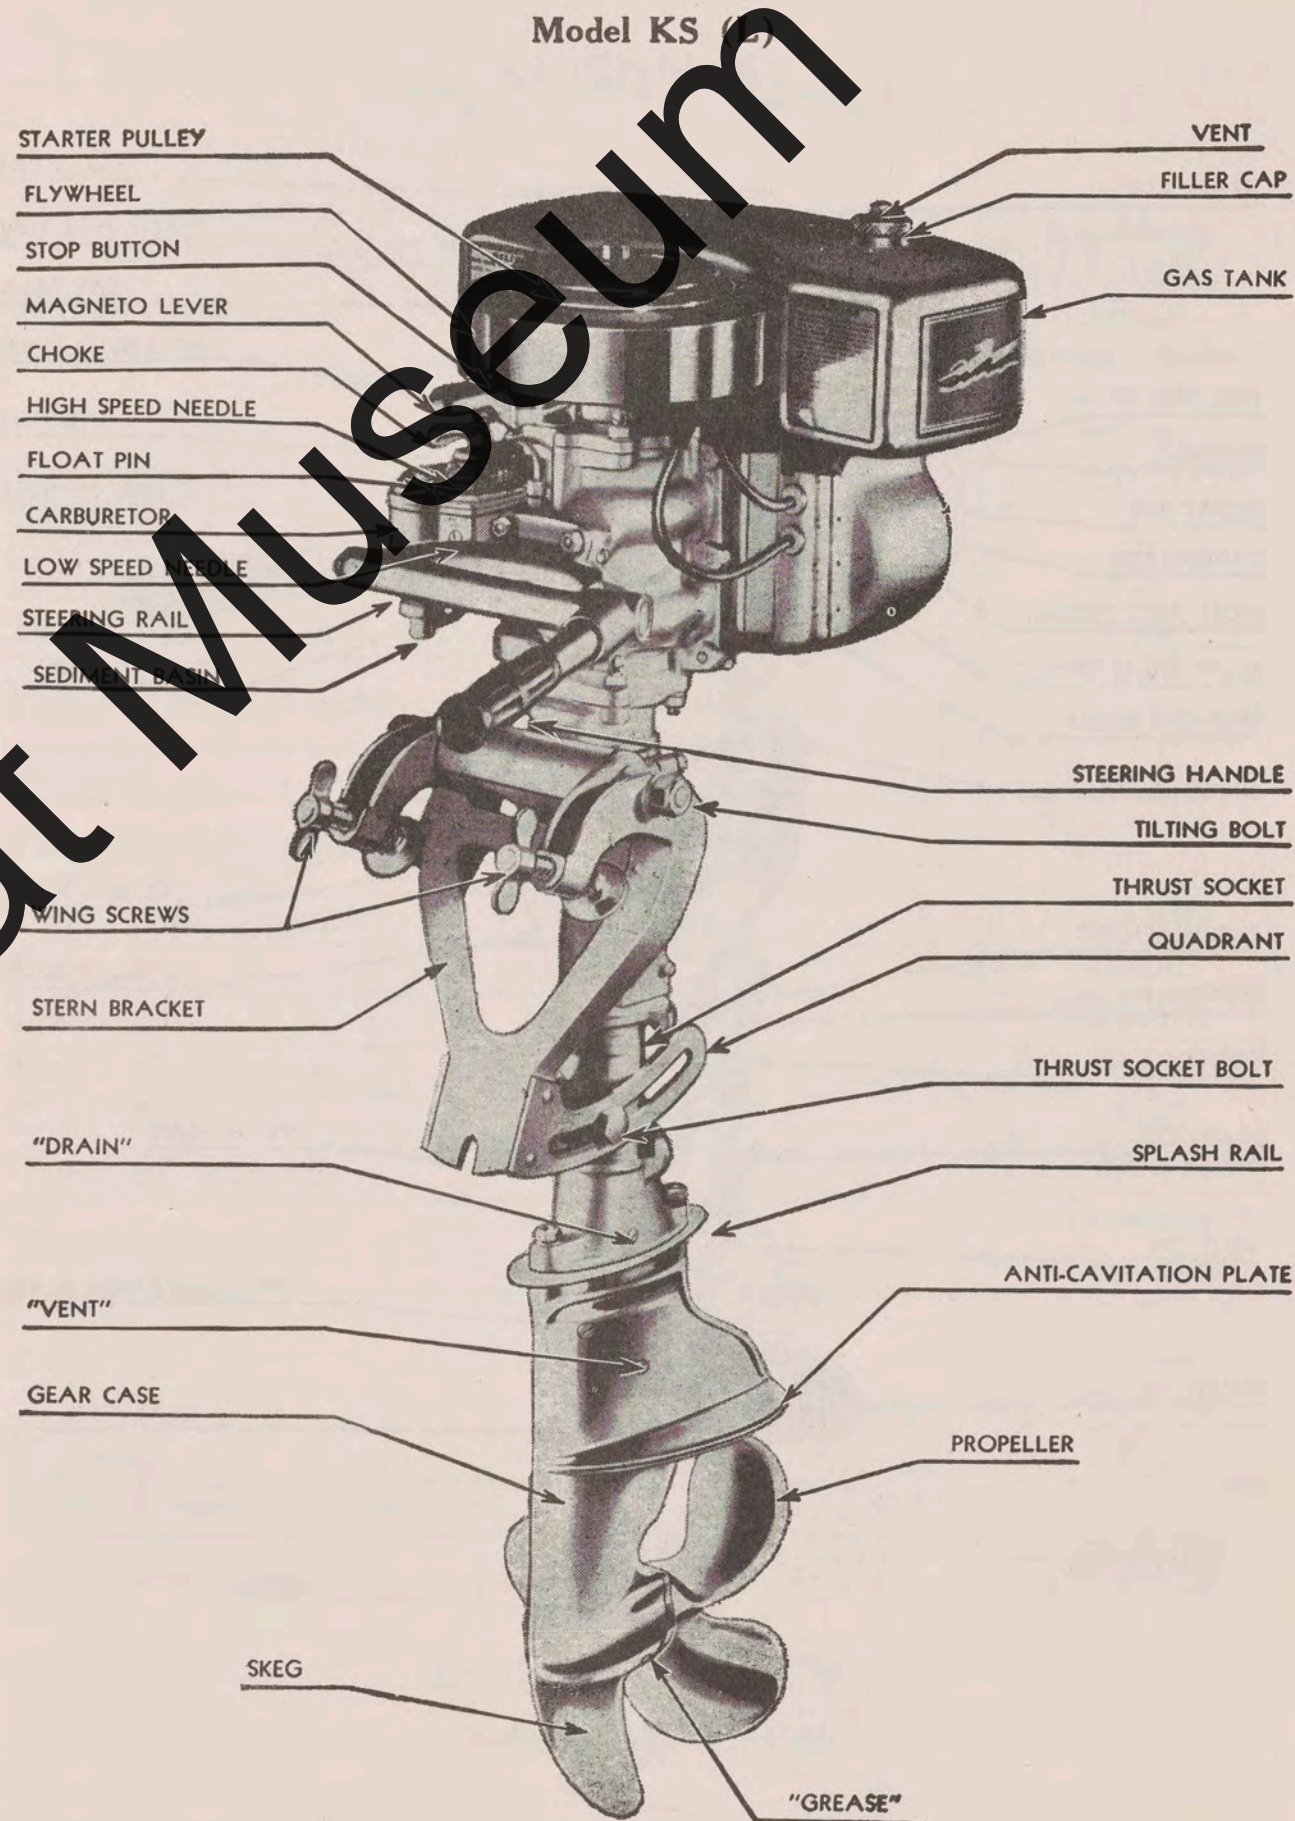 Model KS (L)
STARTER PULLEY
FLYWHEEL
STOP BUTTON
MAGNETO LEVER
CHOKE
HIGH SPEED NEEDLE
FLOAT PIN
CARBURETOR
LOW SPEED NEEDLE
STEERING RAIL
SEDIMENT BASIN
WING SCREWS
STERN BRACKET
"DRAIN"
"VENT"
GEAR CASE
SKEG
VENT
FILLER CAP
GAS TANK
STEERING HANDLE
TILTING BOLT
THRUST SOCKET
QUADRANT
THRUST SOCKET BOLT
SPLASH RAIL
ANTI-CAVITATION PLATE
PROPELLER
"GREASE"
Museum